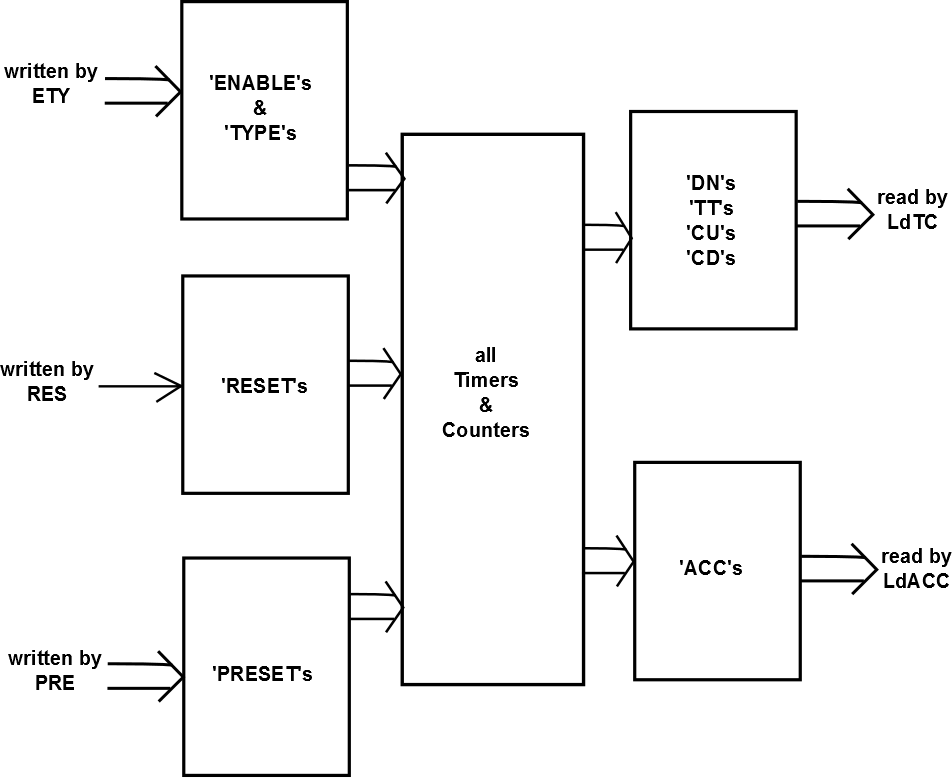 written by
ETY
'ENABLE's
&
'TYPE's
written by
RES
'RESET's
written by
PRE
'PRESET's
all
Timers
&
Counters
'DN's
'TT's
'CU's
'CD's
read by
LdTC
'ACC's
read by
LdACC